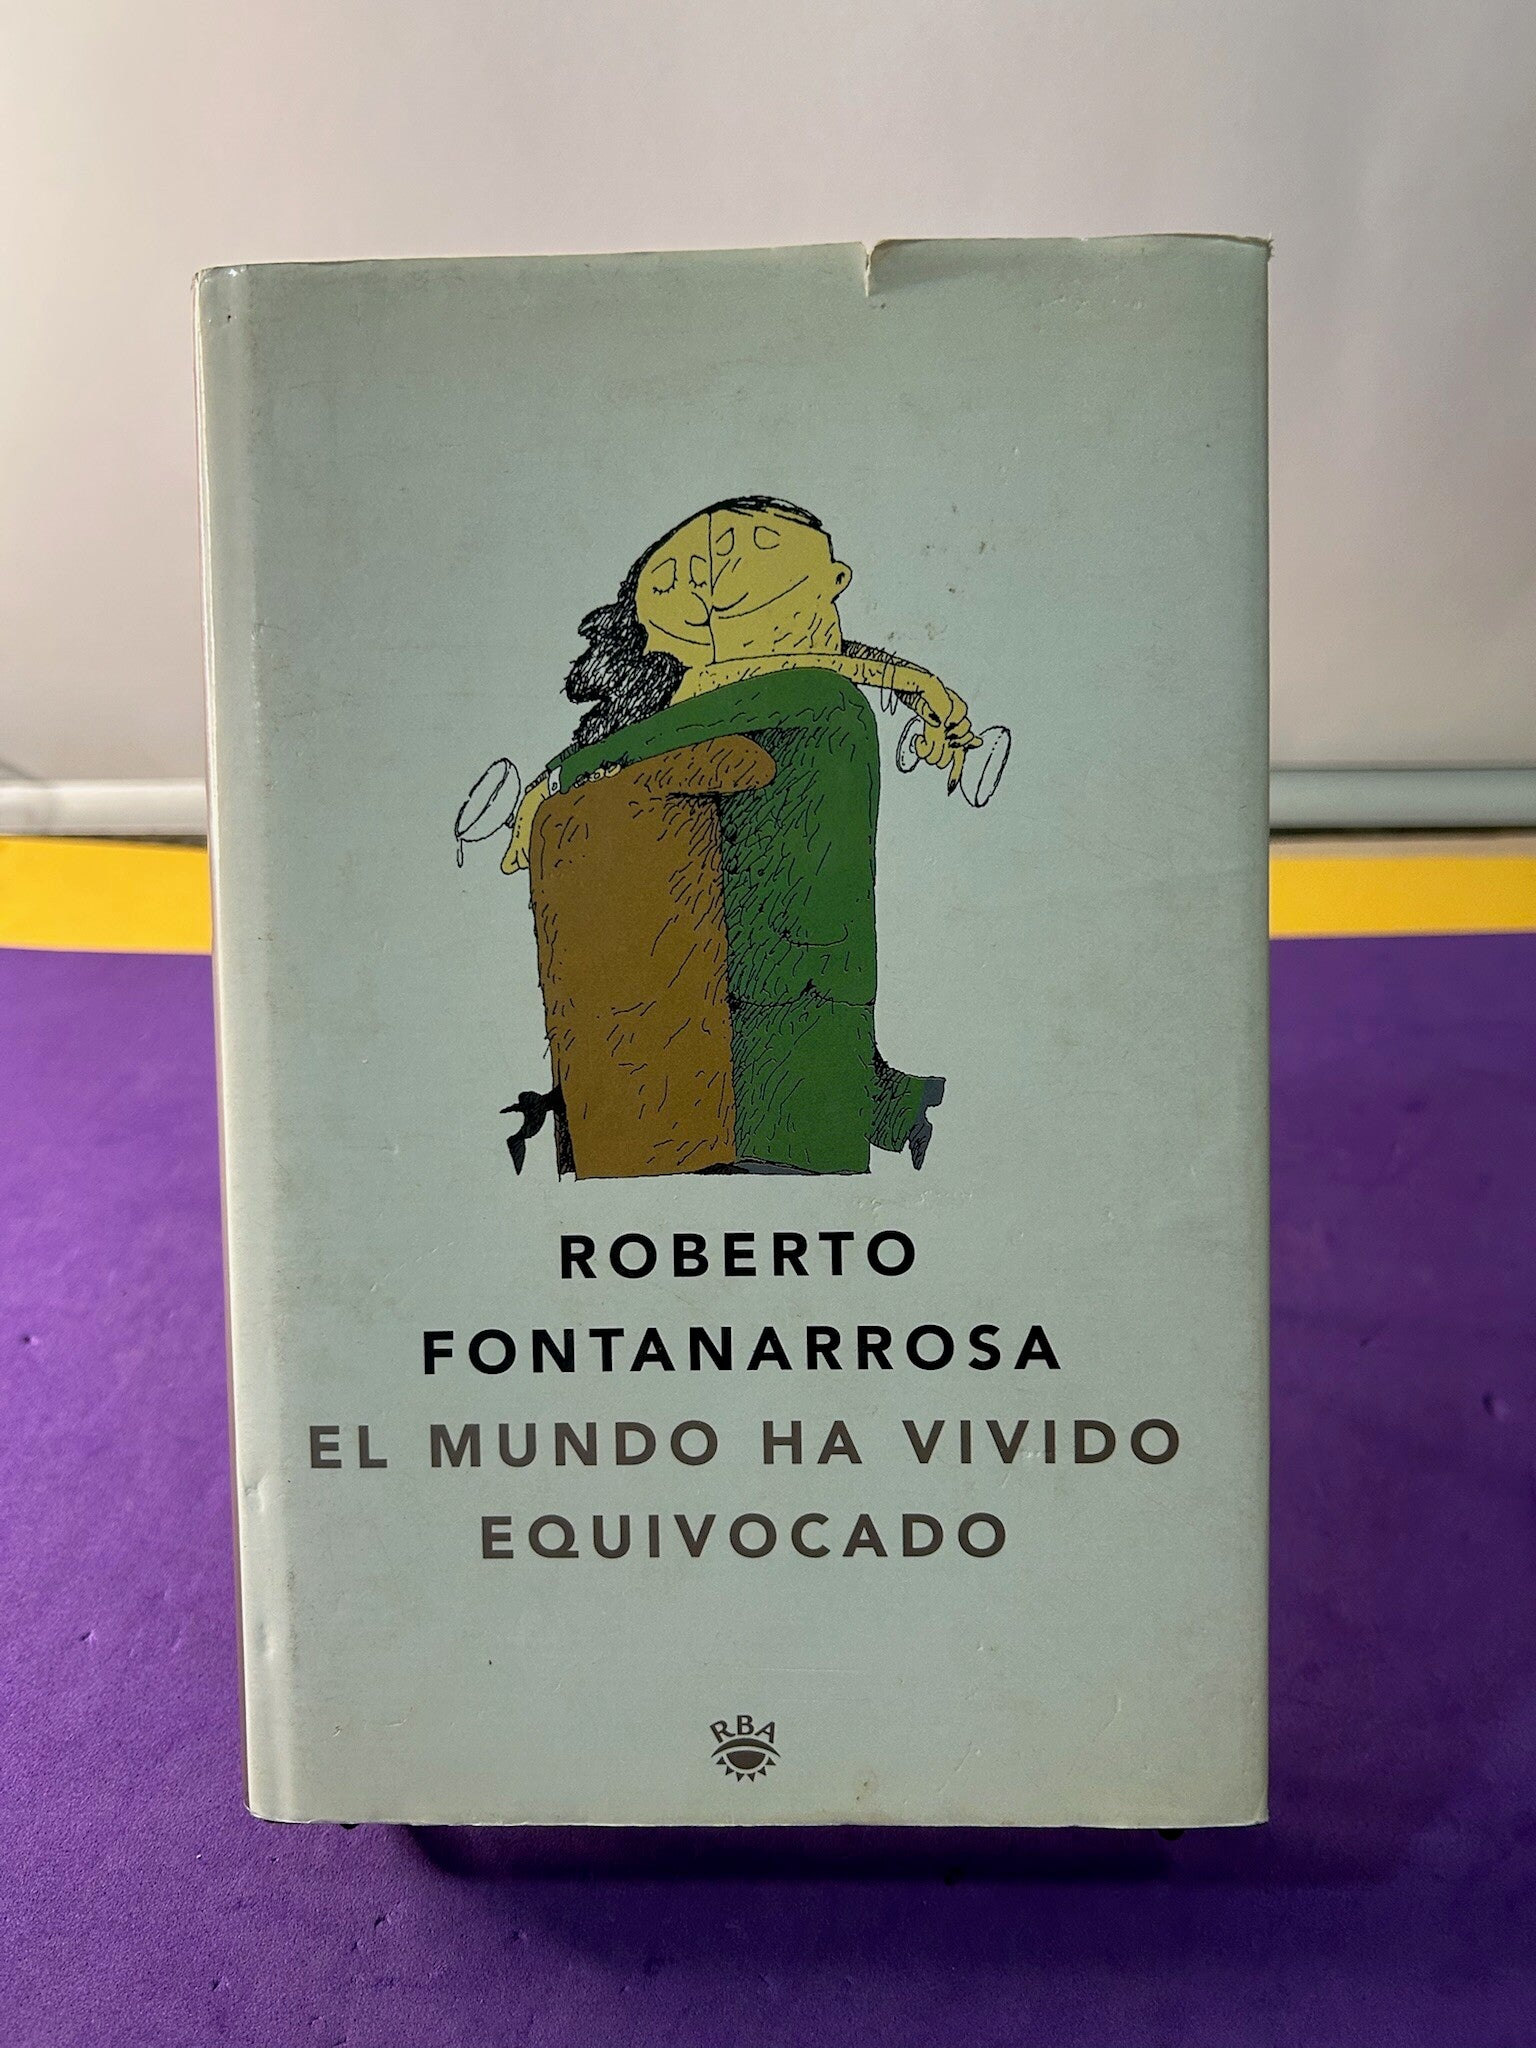 ROBERTO
FONTANARROSA
EL MUNDO HA VIVIDO
EQUIVOCADO
RBA